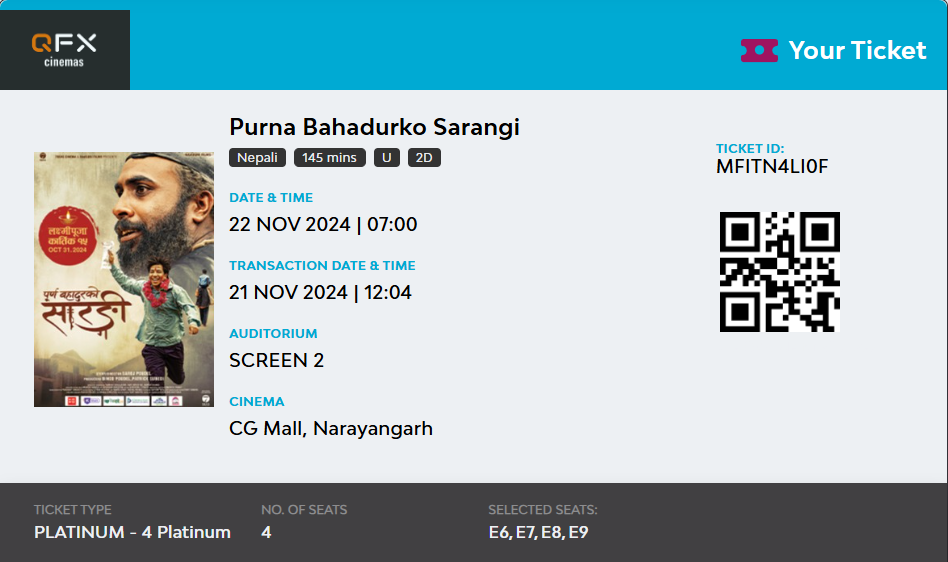 QFX
cinemas
Your Ticket
Purna Bahadurko Sarangi
Nepali 145 mins U 2D
TICKET ID:
MFITN4LI0F
DATE & TIME
22 NOV 2024 | 07:00
TRANSACTION DATE & TIME
21 NOV 2024 | 12:04
AUDITORIUM
SCREEN 2
CINEMA
CG Mall, Narayangarh
लक्ष्मीपूजा
कार्तिक १५
OCT 31, 2024
पूर्ण बहादुरको
सारङ्गी
TICKET TYPE
PLATINUM - 4 Platinum
NO. OF SEATS
4
SELECTED SEATS:
E6, E7, E8, E9